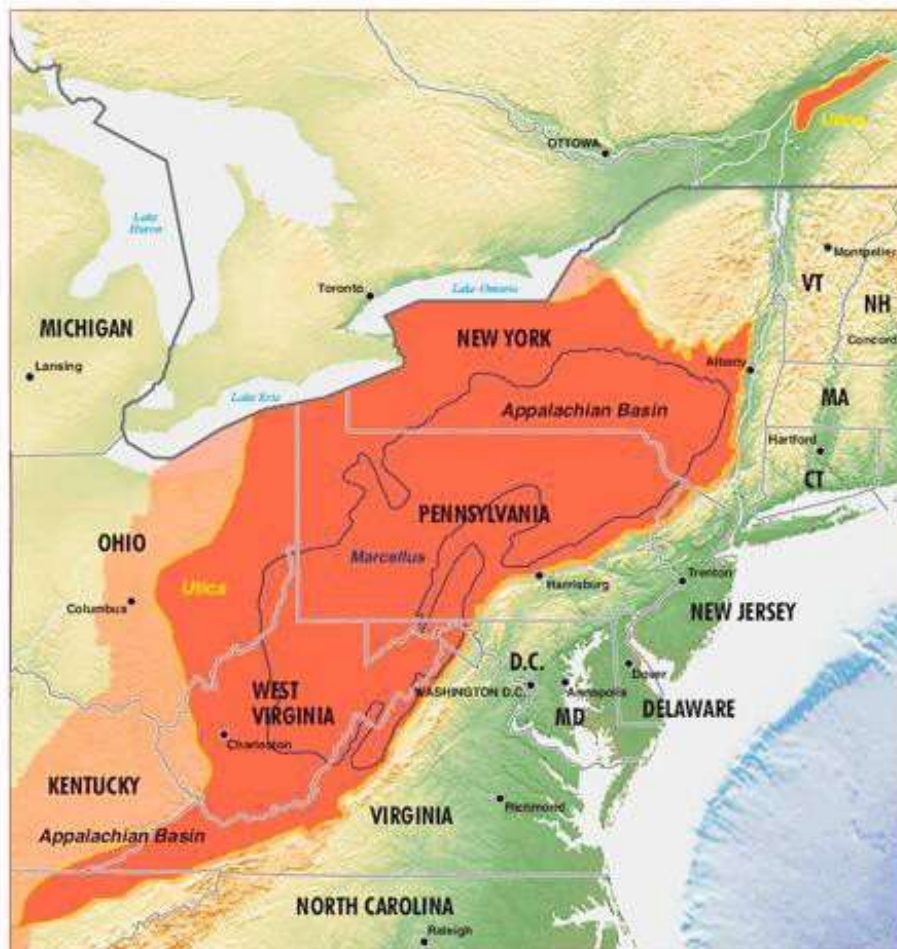 Utica
OTTOWA
Montpelier
Lake
Huron
VT
Toronto
Lake Ontario
NH
MICHIGAN
NEW YORK
Concord
Lansing
Albany
Lake Erie
MA
Appalachian Basin
Hartford
CT
PENNSYLVANIA
OHIO
Marcellus
Utica
Harrisburg
Trenton
Columbus
NEW JERSEY
D.C.
Dover
WEST
VIRGINIA
WASHINGTON D.C.
Annapolis
MD
DELAWARE
Charleston
KENTUCKY
Richmond
VIRGINIA
Appalachian Basin
NORTH CAROLINA
Raleigh